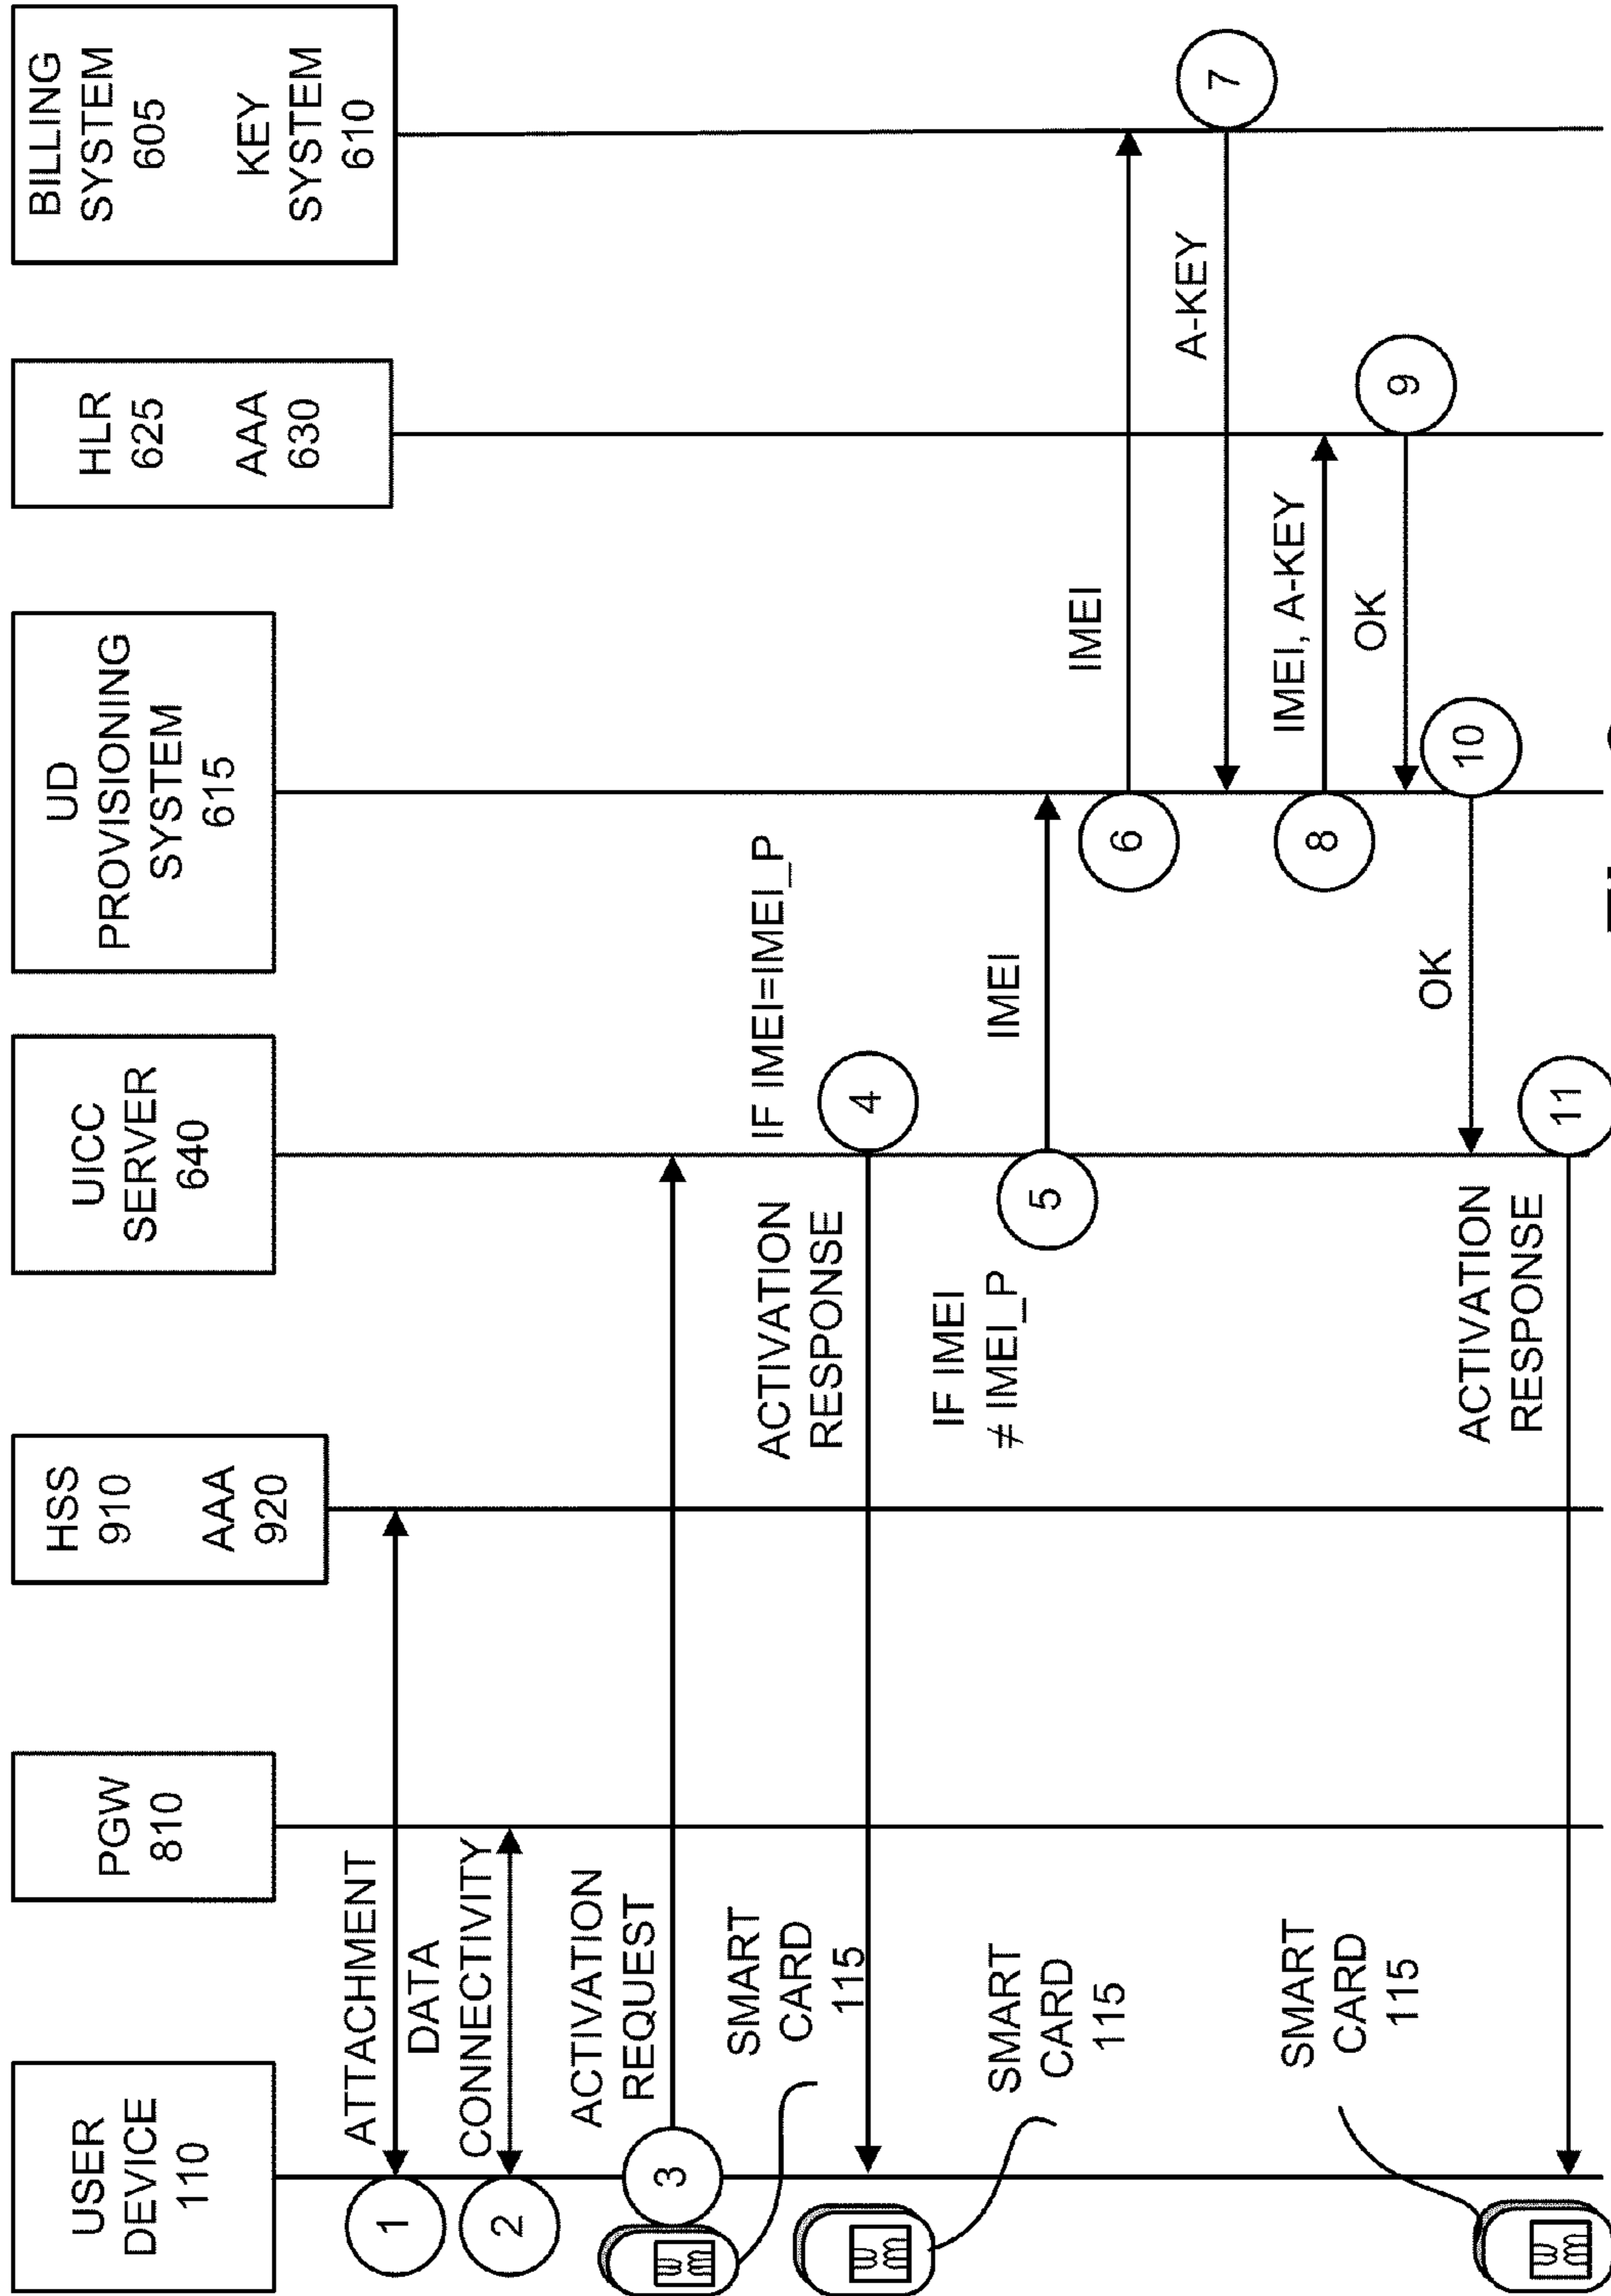 USER
DEVICE
110
PGW
810
HSS
910
AAA
920
UICC
SERVER
640
UD
PROVISIONING
SYSTEM
615
HLR
625
AAA
630
BILLING
SYSTEM
605
KEY
SYSTEM
610
1
ATTACHMENT
2
DATA
CONNECTIVITY
3
ACTIVATION
REQUEST
SMART
CARD
115
IF IMEI=IMEI_P
4
ACTIVATION
RESPONSE
SMART
CARD
115
IF IMEI
≠ IMEI_P
5
IMEI
6
IMEI
7
A-KEY
8
IMEI, A-KEY
9
OK
10
OK
11
ACTIVATION
RESPONSE
SMART
CARD
115